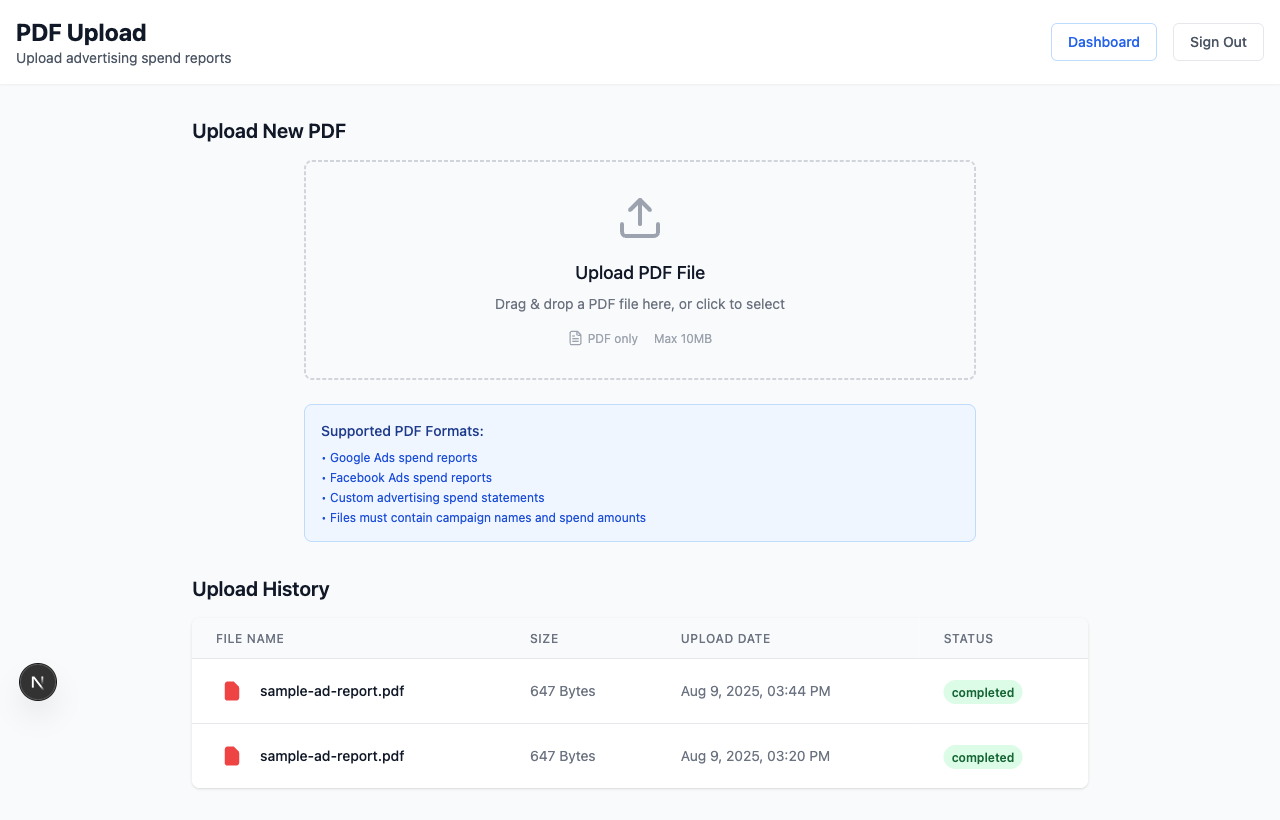 PDF Upload
Upload advertising spend reports
Dashboard
Sign Out
Upload New PDF
Upload PDF File
Drag & drop a PDF file here, or click to select
PDF only Max 10MB
Supported PDF Formats:
• Google Ads spend reports
• Facebook Ads spend reports
• Custom advertising spend statements
• Files must contain campaign names and spend amounts
Upload History
FILE NAME SIZE UPLOAD DATE STATUS
sample-ad-report.pdf 647 Bytes Aug 9, 2025, 03:44 PM completed
sample-ad-report.pdf 647 Bytes Aug 9, 2025, 03:20 PM completed
N